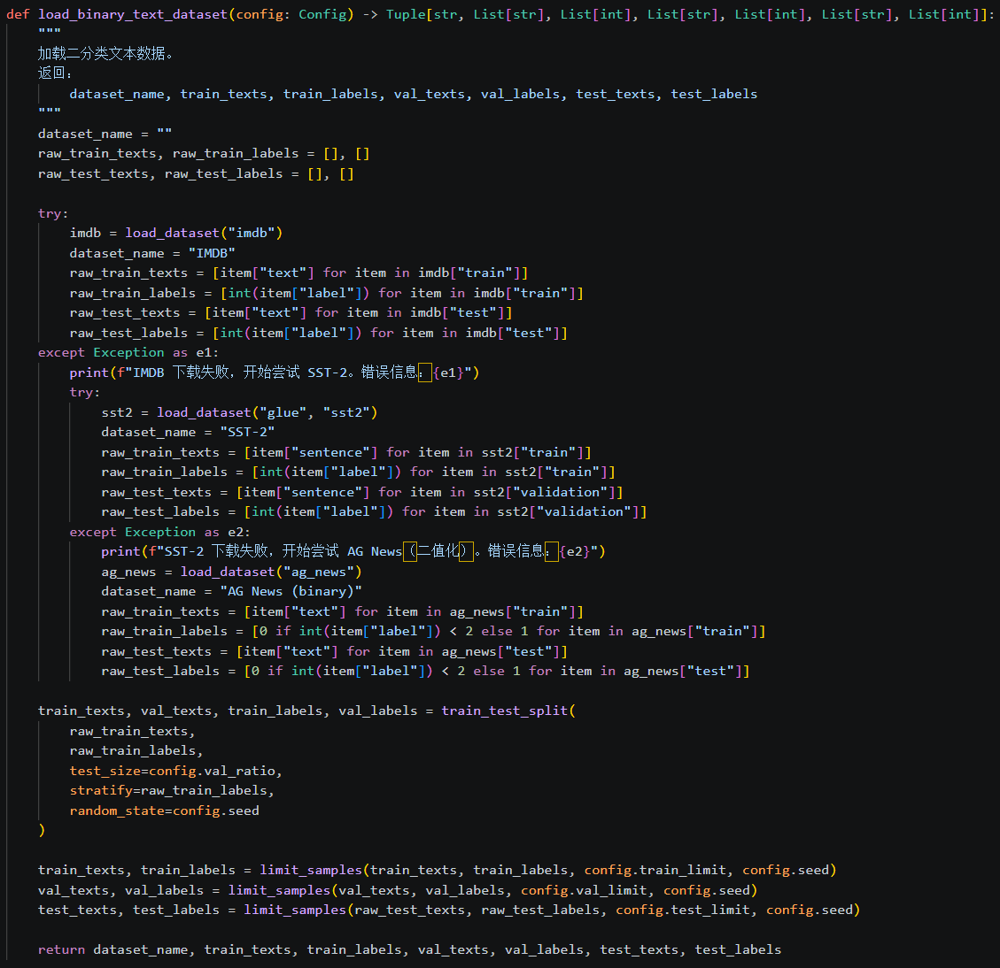 def load_binary_text_dataset(config: Config) -> Tuple[str, List[str], List[int], List[str], List[int], List[str], List[int]]:
    """
    加载二分类文本数据。
    返回：
        dataset_name, train_texts, train_labels, val_texts, val_labels, test_texts, test_labels
    """
    dataset_name = ""
    raw_train_texts, raw_train_labels = [], []
    raw_test_texts, raw_test_labels = [], []

    try:
        imdb = load_dataset("imdb")
        dataset_name = "IMDB"
        raw_train_texts = [item["text"] for item in imdb["train"]]
        raw_train_labels = [int(item["label"]) for item in imdb["train"]]
        raw_test_texts = [item["text"] for item in imdb["test"]]
        raw_test_labels = [int(item["label"]) for item in imdb["test"]]
    except Exception as e1:
        print(f"IMDB 下载失败，开始尝试 SST-2。错误信息：{e1}")
        try:
            sst2 = load_dataset("glue", "sst2")
            dataset_name = "SST-2"
            raw_train_texts = [item["sentence"] for item in sst2["train"]]
            raw_train_labels = [int(item["label"]) for item in sst2["train"]]
            raw_test_texts = [item["sentence"] for item in sst2["validation"]]
            raw_test_labels = [int(item["label"]) for item in sst2["validation"]]
        except Exception as e2:
            print(f"SST-2 下载失败，开始尝试 AG News（二值化）。错误信息：{e2}")
            ag_news = load_dataset("ag_news")
            dataset_name = "AG News (binary)"
            raw_train_texts = [item["text"] for item in ag_news["train"]]
            raw_train_labels = [0 if int(item["label"]) < 2 else 1 for item in ag_news["train"]]
            raw_test_texts = [item["text"] for item in ag_news["test"]]
            raw_test_labels = [0 if int(item["label"]) < 2 else 1 for item in ag_news["test"]]

    train_texts, val_texts, train_labels, val_labels = train_test_split(
        raw_train_texts,
        raw_train_labels,
        test_size=config.val_ratio,
        stratify=raw_train_labels,
        random_state=config.seed
    )

    train_texts, train_labels = limit_samples(train_texts, train_labels, config.train_limit, config.seed)
    val_texts, val_labels = limit_samples(val_texts, val_labels, config.val_limit, config.seed)
    test_texts, test_labels = limit_samples(raw_test_texts, raw_test_labels, config.test_limit, config.seed)

    return dataset_name, train_texts, train_labels, val_texts, val_labels, test_texts, test_labels